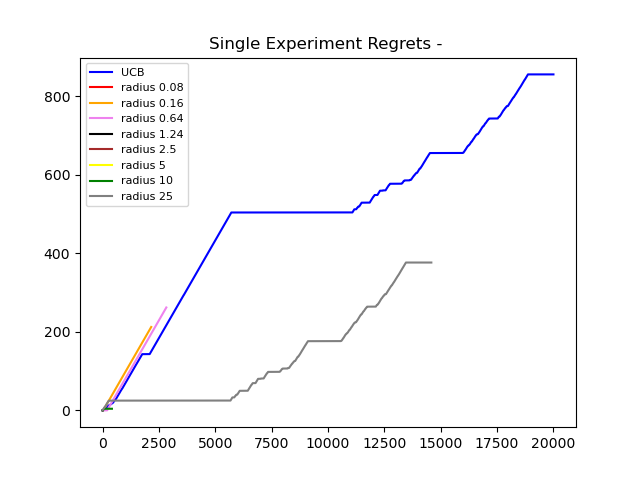 Single Experiment Regrets -
UCB
radius 0.08
radius 0.16
radius 0.64
radius 1.24
radius 2.5
radius 5
radius 10
radius 25
800
600
400
200
0
0 2500 5000 7500 10000 12500 15000 17500 20000